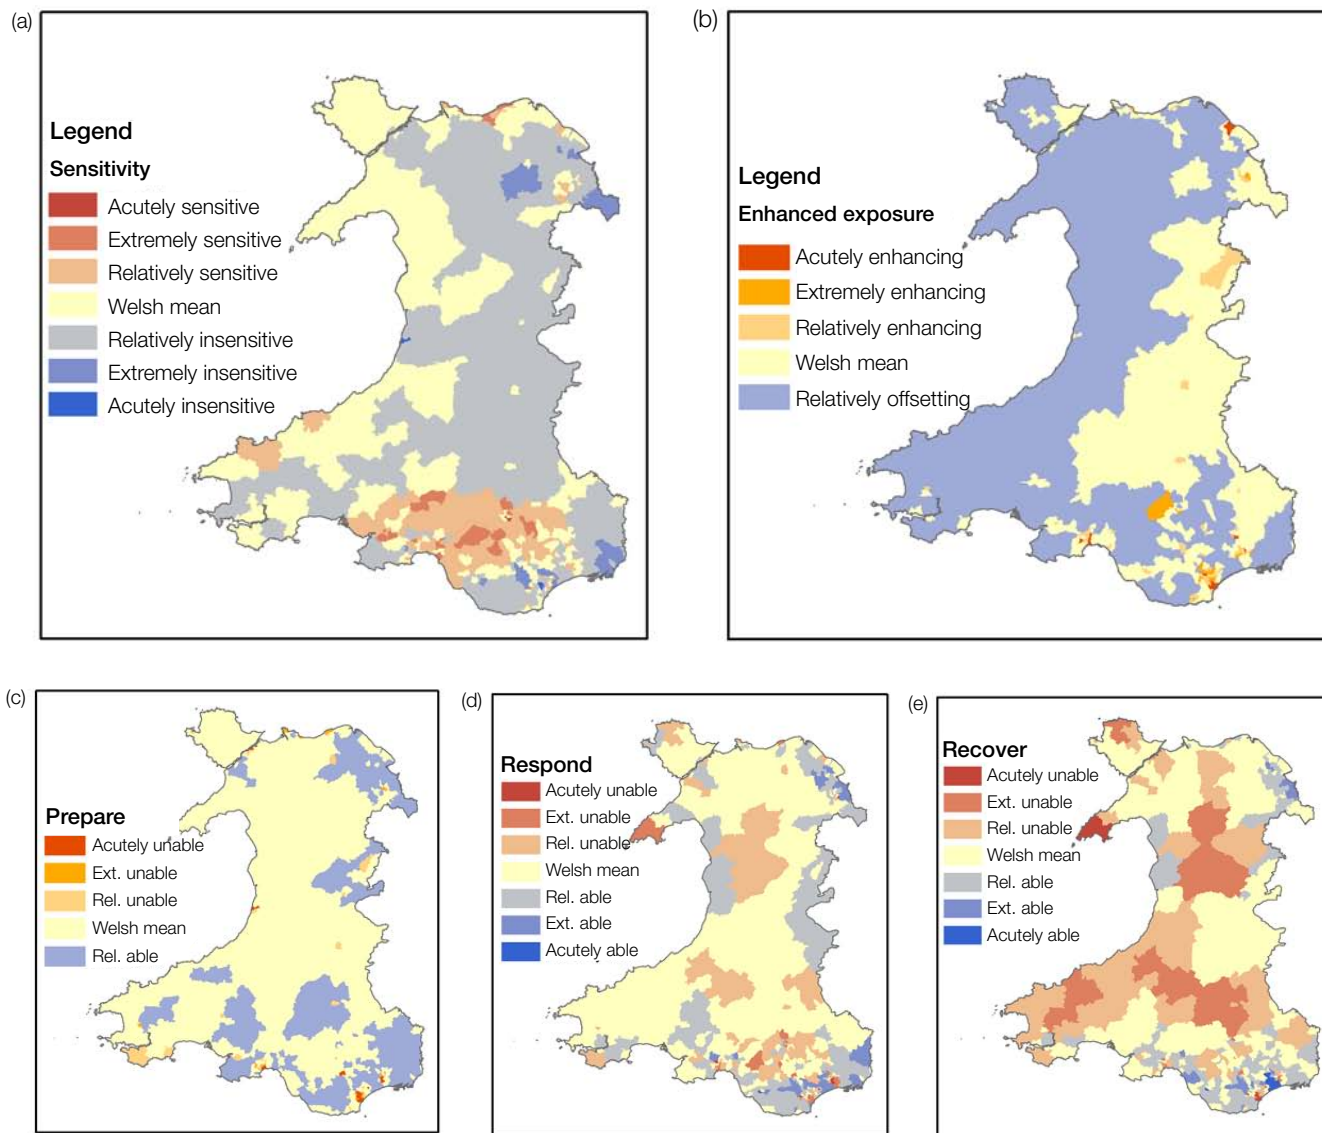 (a)
Legend
Sensitivity
Acutely sensitive
Extremely sensitive
Relatively sensitive
Welsh mean
Relatively insensitive
Extremely insensitive
Acutely insensitive
(b)
Legend
Enhanced exposure
Acutely enhancing
Extremely enhancing
Relatively enhancing
Welsh mean
Relatively offsetting
(c)
Prepare
Acutely unable
Ext. unable
Rel. unable
Welsh mean
Rel. able
(d)
Respond
Acutely unable
Ext. unable
Rel. unable
Welsh mean
Rel. able
Ext. able
Acutely able
(e)
Recover
Acutely unable
Ext. unable
Rel. unable
Welsh mean
Rel. able
Ext. able
Acutely able